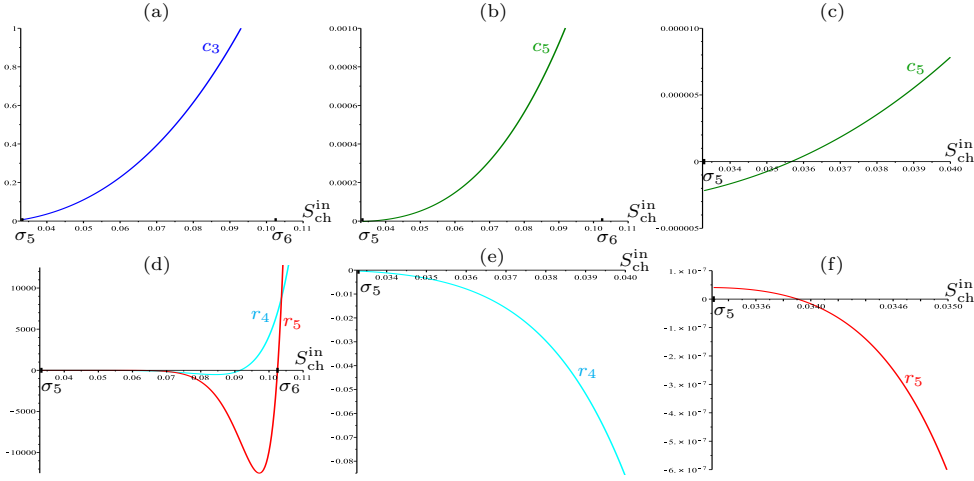 (a)
1
0.8
0.6
0.4
0.2
0
c₃
S_ch^in
0.04 0.05 0.06 0.07 0.08 0.09 0.10 0.11
σ₅ σ₆
(b)
0.0010
0.0008
0.0006
0.0004
0.0002
0
c₅
S_ch^in
0.04 0.05 0.06 0.07 0.08 0.09 0.10 0.11
σ₅ σ₆
(c)
0.000010
0.000005
0
-0.000005
c₅
S_ch^in
0.034 0.035 0.036 0.037 0.038 0.039 0.040
σ₅
(d)
10000
5000
0
-5000
-10000
r₄
r₅
S_ch^in
0.04 0.05 0.06 0.07 0.08 0.09 0.10 0.11
σ₅ σ₆
(e)
S_ch^in
0
-0.01
-0.02
-0.03
-0.04
-0.05
-0.06
-0.07
-0.08
0.034 0.035 0.036 0.037 0.038 0.039 0.040
σ₅
r₄
(f)
1.×10⁻⁷
0
-1.×10⁻⁷
-2.×10⁻⁷
-3.×10⁻⁷
-4.×10⁻⁷
-5.×10⁻⁷
-6.×10⁻⁷
S_ch^in
0.0336 0.0340 0.0346 0.0350
σ₅
r₅